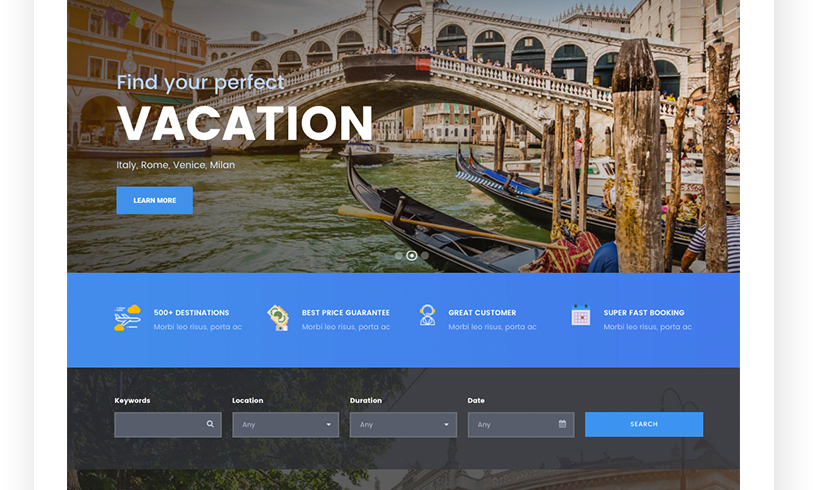 Find your perfect
VACATION
Italy, Rome, Venice, Milan
LEARN MORE
500+ DESTINATIONS
Morbi leo risus, porta ac
BEST PRICE GUARANTEE
Morbi leo risus, porta ac
GREAT CUSTOMER
Morbi leo risus, porta ac
SUPER FAST BOOKING
Morbi leo risus, porta ac
Keywords
Location
Duration
Date
Any
Any
Any
SEARCH